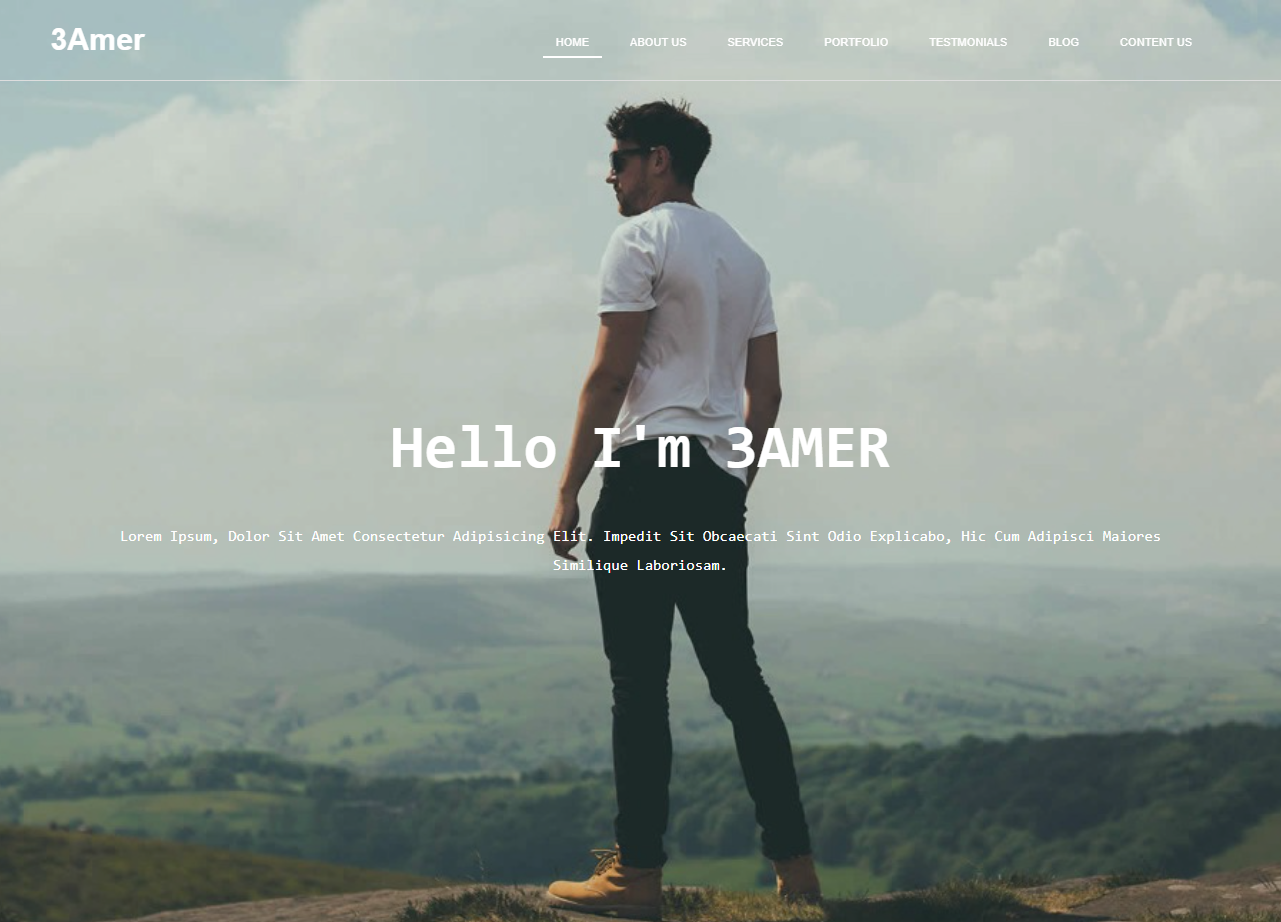 3Amer
HOME ABOUT US SERVICES PORTFOLIO TESTMONIALS BLOG CONTENT US
Hello I'm 3AMER
Lorem Ipsum, Dolor Sit Amet Consectetur Adipisicing Elit. Impedit Sit Obcaecati Sint Odio Explicabo, Hic Cum Adipisci Maiores
Similique Laboriosam.